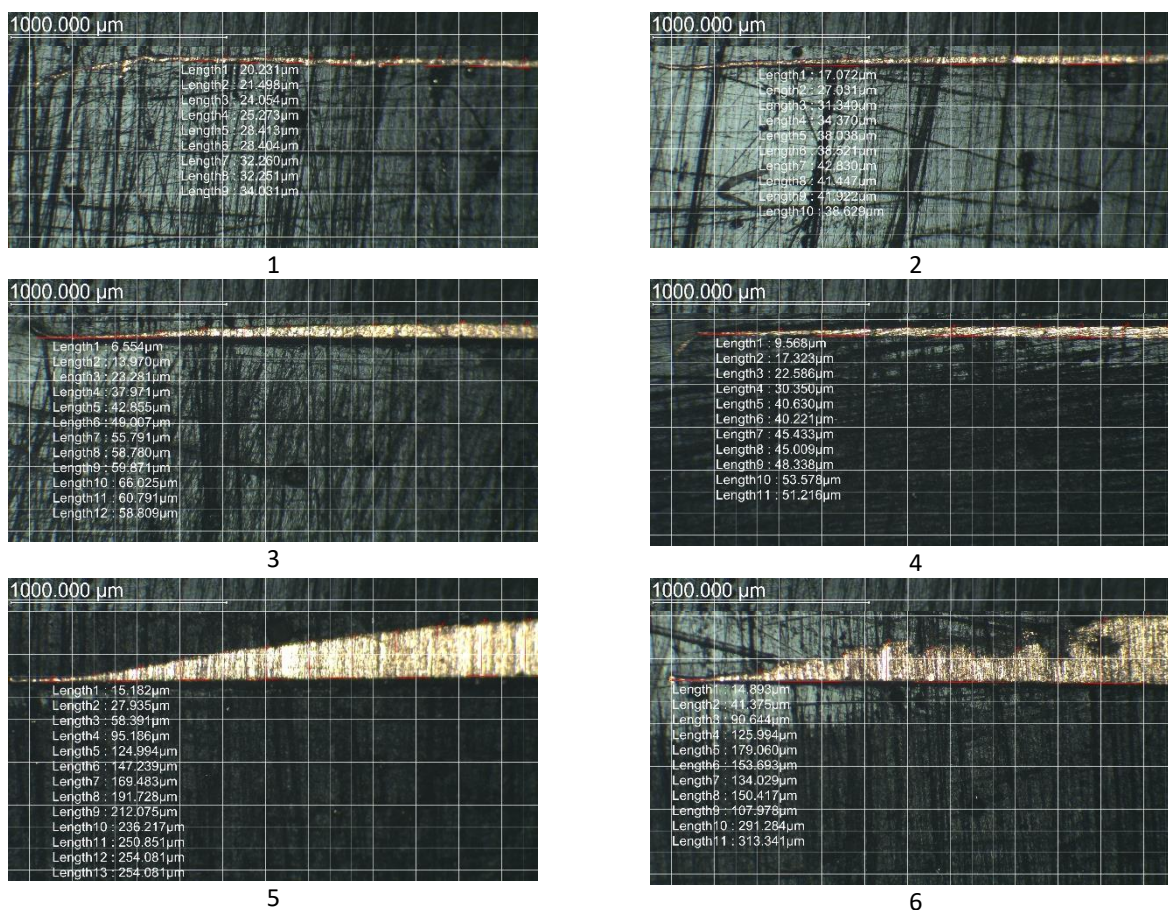 1000.000 µm
Length1 : 20.231µm
Length2 : 21.498µm
Length3 : 24.054µm
Length4 : 25.273µm
Length5 : 28.413µm
Length6 : 28.404µm
Length7 : 32.260µm
Length8 : 32.251µm
Length9 : 34.031µm
1
1000.000 µm
Length1 : 17.072µm
Length2 : 27.031µm
Length3 : 31.340µm
Length4 : 34.370µm
Length5 : 38.038µm
Length6 : 38.521µm
Length7 : 42.830µm
Length8 : 41.447µm
Length9 : 41.922µm
Length10 : 38.629µm
2
1000.000 µm
Length1 : 6.554µm
Length2 : 13.970µm
Length3 : 23.281µm
Length4 : 37.971µm
Length5 : 42.855µm
Length6 : 49.007µm
Length7 : 55.791µm
Length8 : 58.780µm
Length9 : 59.871µm
Length10 : 66.025µm
Length11 : 60.791µm
Length12 : 58.809µm
3
1000.000 µm
Length1 : 9.568µm
Length2 : 17.323µm
Length3 : 22.586µm
Length4 : 30.350µm
Length5 : 40.630µm
Length6 : 40.221µm
Length7 : 45.433µm
Length8 : 45.009µm
Length9 : 48.338µm
Length10 : 53.578µm
Length11 : 51.216µm
4
1000.000 µm
Length1 : 15.182µm
Length2 : 27.935µm
Length3 : 58.391µm
Length4 : 95.186µm
Length5 : 124.994µm
Length6 : 147.239µm
Length7 : 169.483µm
Length8 : 191.728µm
Length9 : 212.075µm
Length10 : 236.217µm
Length11 : 250.851µm
Length12 : 254.081µm
Length13 : 254.081µm
5
1000.000 µm
Length1 : 14.893µm
Length2 : 41.375µm
Length3 : 90.644µm
Length4 : 125.994µm
Length5 : 179.060µm
Length6 : 153.693µm
Length7 : 134.029µm
Length8 : 150.417µm
Length9 : 107.978µm
Length10 : 291.284µm
Length11 : 313.341µm
6